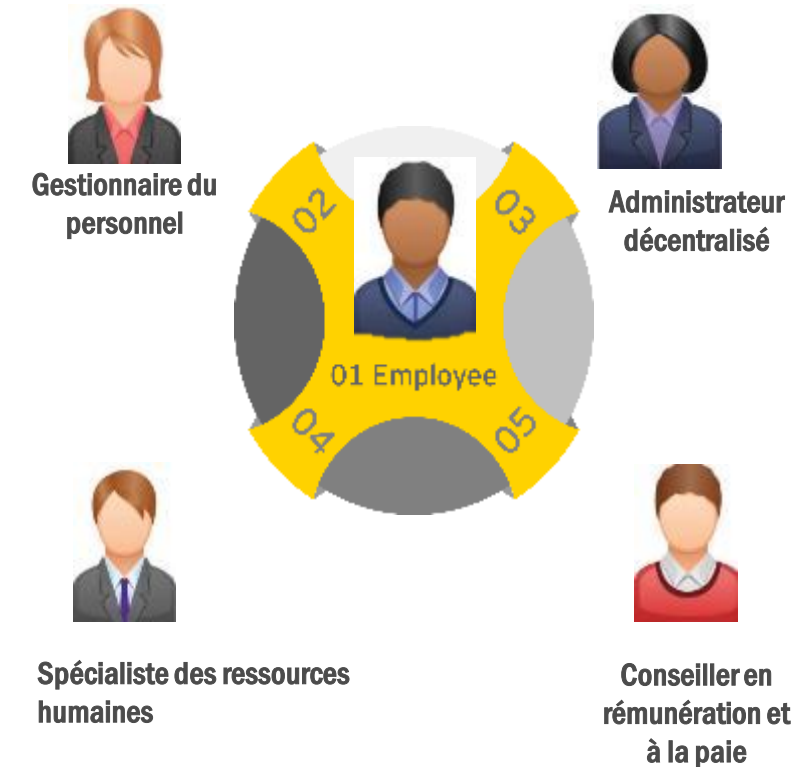 Gestionnaire du
personnel
Administrateur
décentralisé
02
03
01 Employee
04
05
Spécialiste des ressources
humaines
Conseiller en
rémunération et
à la paie